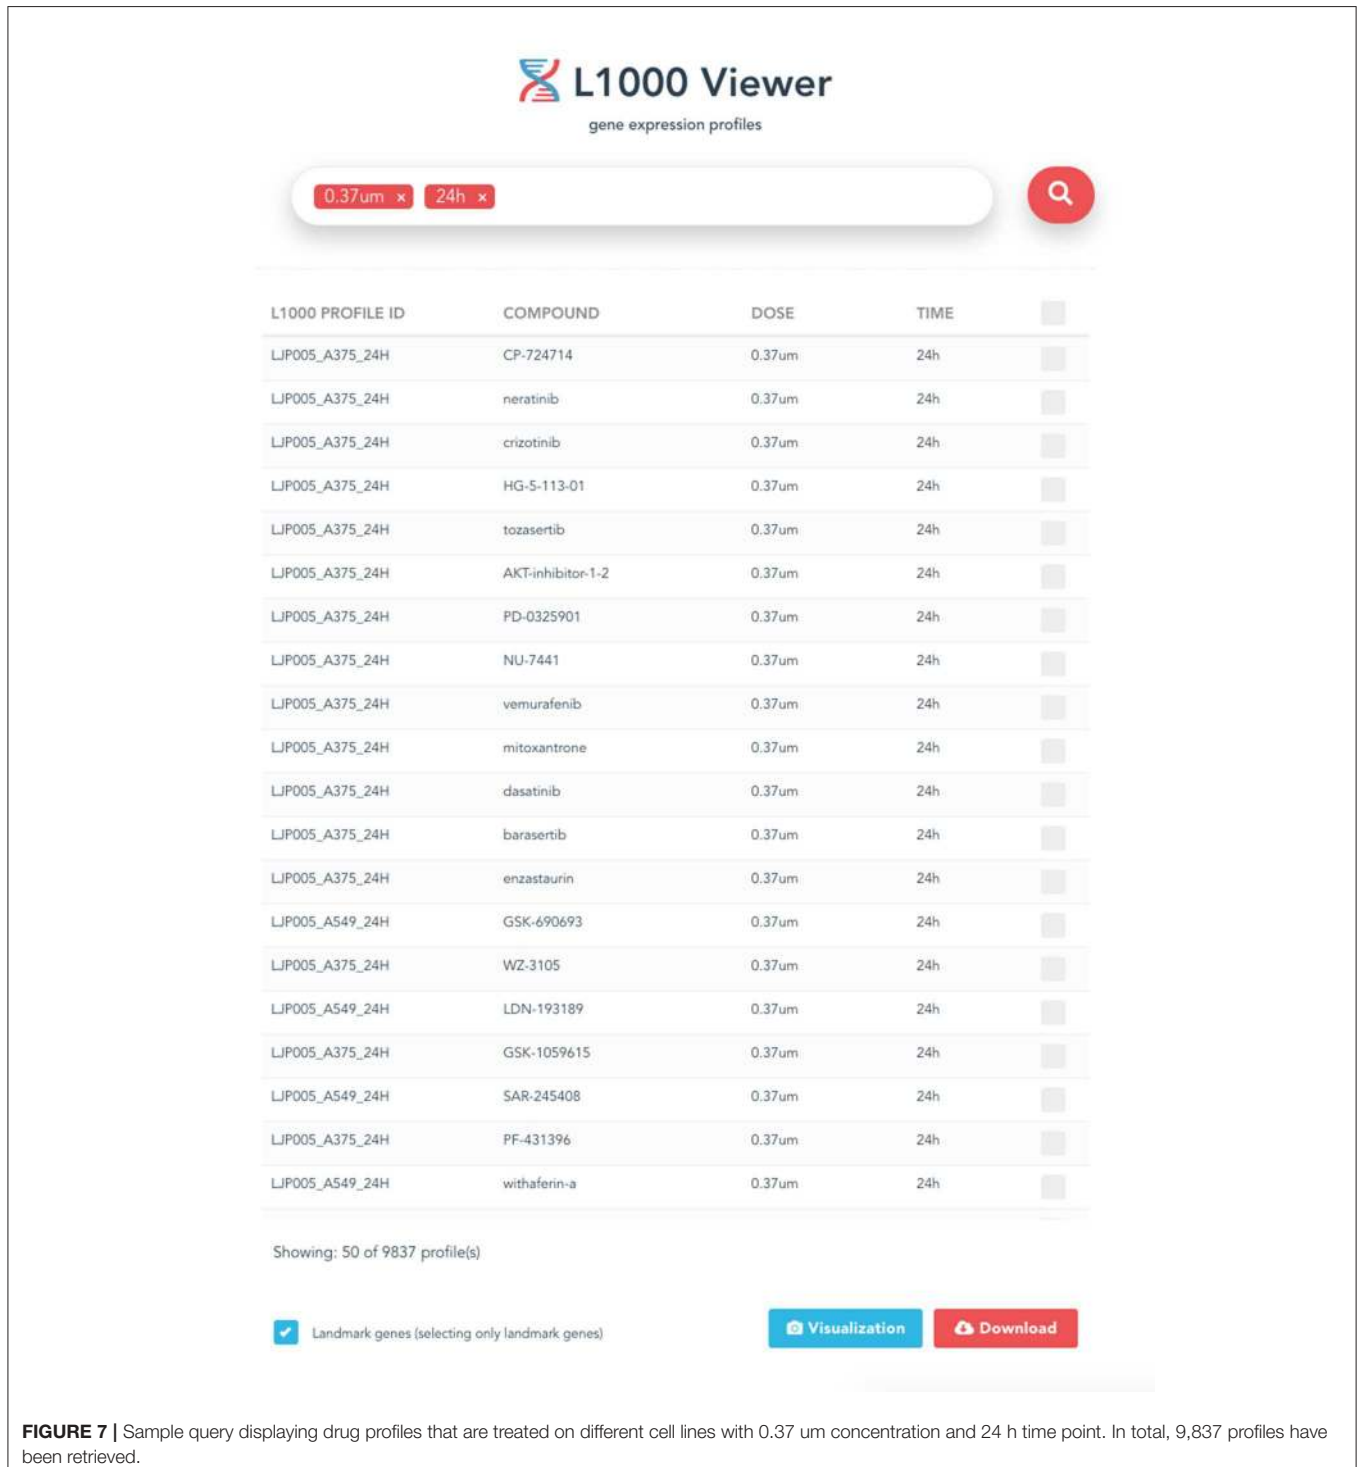 L1000 Viewer
gene expression profiles
0.37um × 24h ×
L1000 PROFILE ID COMPOUND DOSE TIME
LJP005_A375_24H CP-724714 0.37um 24h
LJP005_A375_24H neratinib 0.37um 24h
LJP005_A375_24H crizotinib 0.37um 24h
LJP005_A375_24H HG-5-113-01 0.37um 24h
LJP005_A375_24H tozasertib 0.37um 24h
LJP005_A375_24H AKT-inhibitor-1-2 0.37um 24h
LJP005_A375_24H PD-0325901 0.37um 24h
LJP005_A375_24H NU-7441 0.37um 24h
LJP005_A375_24H vemurafenib 0.37um 24h
LJP005_A375_24H mitoxantrone 0.37um 24h
LJP005_A375_24H dasatinib 0.37um 24h
LJP005_A375_24H barasertib 0.37um 24h
LJP005_A375_24H enzastaurin 0.37um 24h
LJP005_A549_24H GSK-690693 0.37um 24h
LJP005_A375_24H WZ-3105 0.37um 24h
LJP005_A549_24H LDN-193189 0.37um 24h
LJP005_A375_24H GSK-1059615 0.37um 24h
LJP005_A549_24H SAR-245408 0.37um 24h
LJP005_A375_24H PF-431396 0.37um 24h
LJP005_A549_24H withaferin-a 0.37um 24h
Showing: 50 of 9837 profile(s)
Landmark genes (selecting only landmark genes) Visualization Download
FIGURE 7 | Sample query displaying drug profiles that are treated on different cell lines with 0.37 um concentration and 24 h time point. In total, 9,837 profiles have
been retrieved.